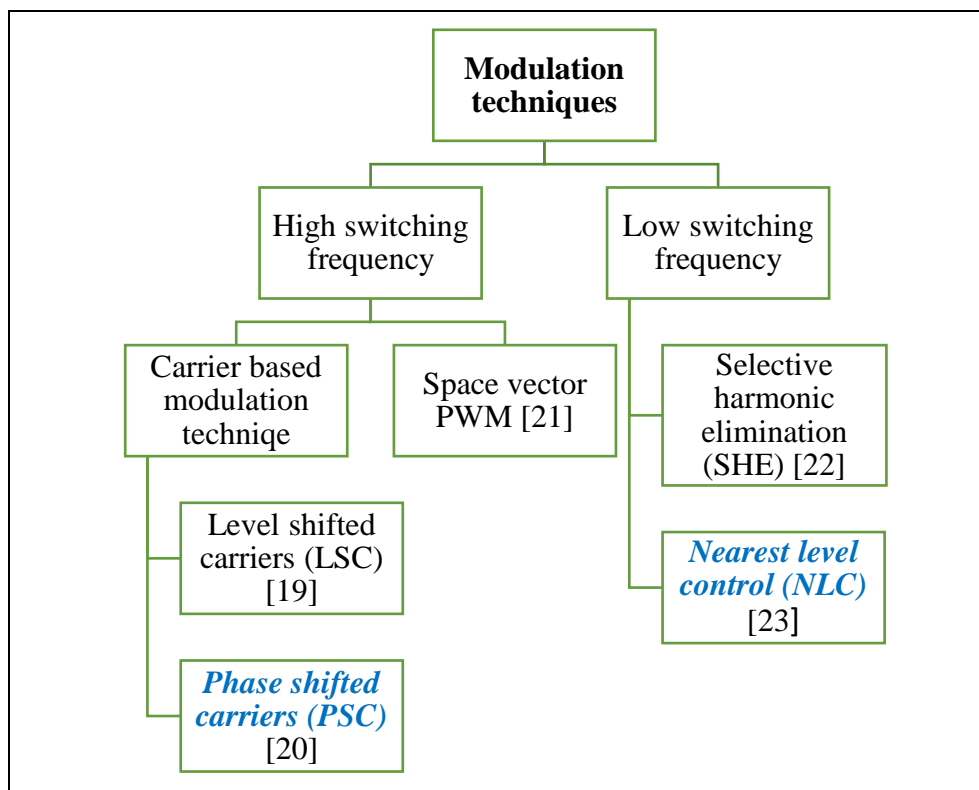 Modulation
techniques
High switching
frequency
Low switching
frequency
Carrier based
modulation
techniqe
Space vector
PWM [21]
Selective
harmonic
elimination
(SHE) [22]
Level shifted
carriers (LSC)
[19]
Nearest level
control (NLC)
[23]
Phase shifted
carriers (PSC)
[20]